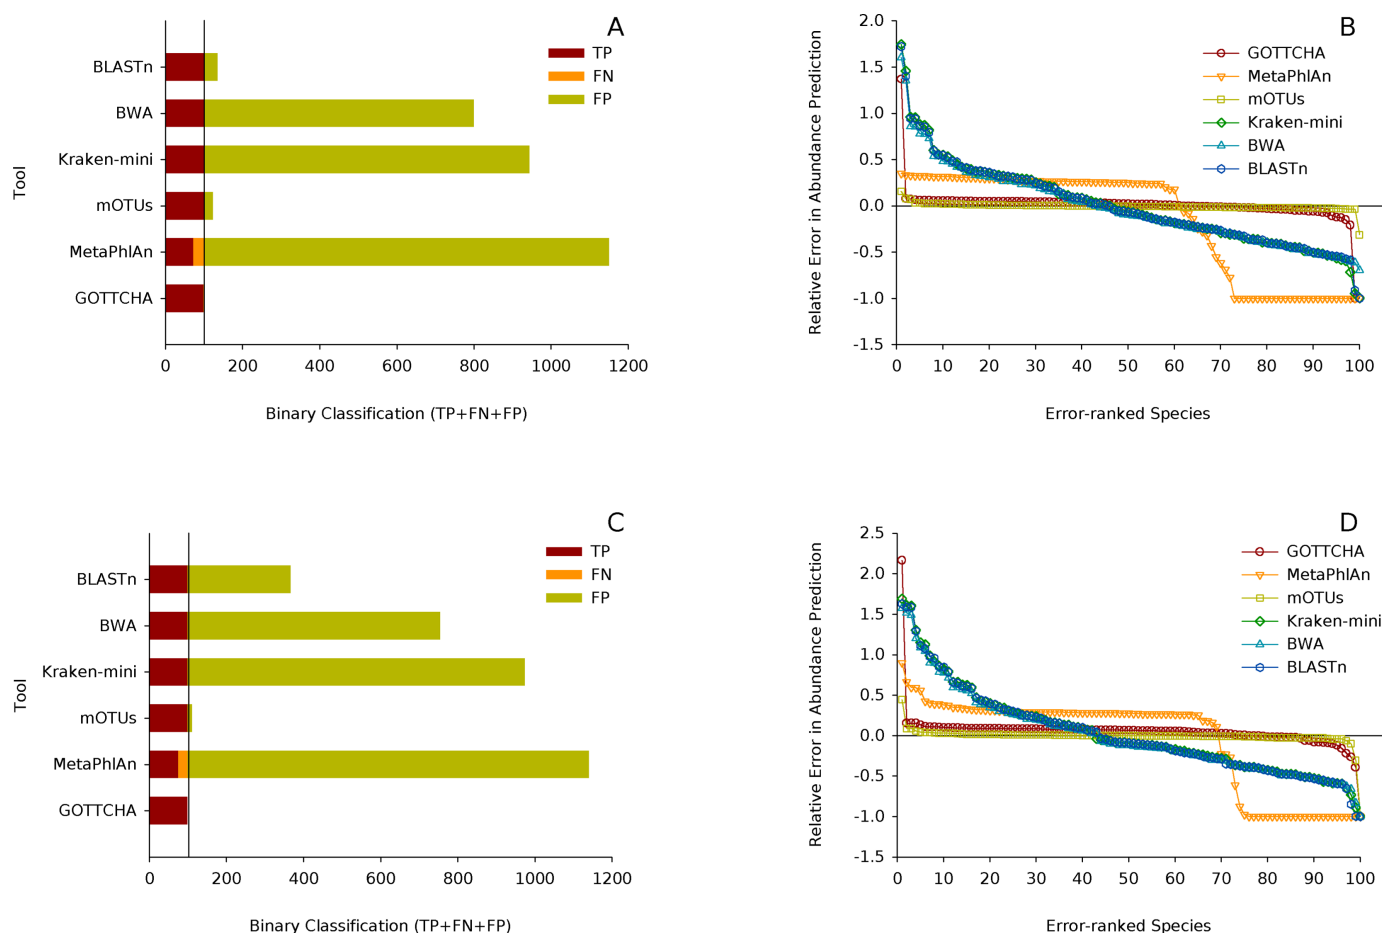 A
TP
FN
FP
BLASTn
BWA
Kraken-mini
mOTUs
MetaPhlAn
GOTTCHA
Tool
0 200 400 600 800 1000 1200
Binary Classification (TP+FN+FP)
B
GOTTCHA
MetaPhlAn
mOTUs
Kraken-mini
BWA
BLASTn
2.0
1.5
1.0
0.5
0.0
-0.5
-1.0
-1.5
Relative Error in Abundance Prediction
0 10 20 30 40 50 60 70 80 90 100
Error-ranked Species
C
TP
FN
FP
BLASTn
BWA
Kraken-mini
mOTUs
MetaPhlAn
GOTTCHA
Tool
0 200 400 600 800 1000 1200
Binary Classification (TP+FN+FP)
D
GOTTCHA
MetaPhlAn
mOTUs
Kraken-mini
BWA
BLASTn
2.5
2.0
1.5
1.0
0.5
0.0
-0.5
-1.0
-1.5
Relative Error in Abundance Prediction
0 10 20 30 40 50 60 70 80 90 100
Error-ranked Species